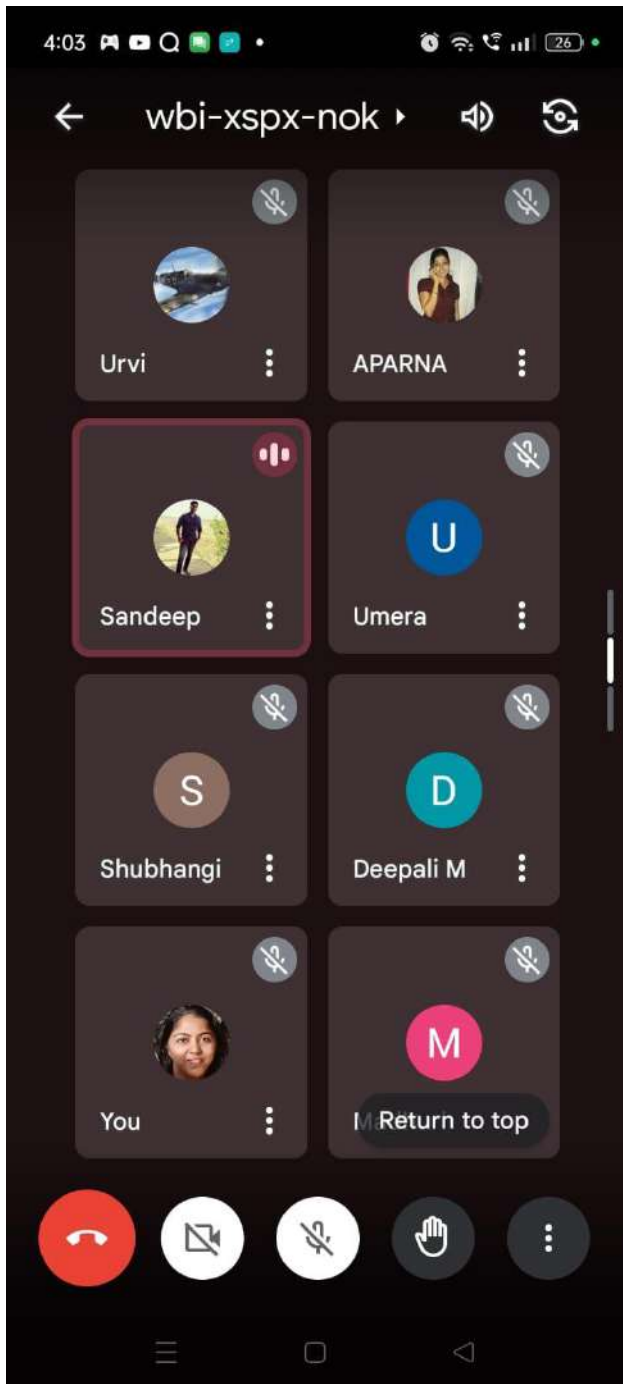 4:03 26
wbi-xspx-nok
Urvi APARNA
Sandeep U
Umera
S D
Shubhangi Deepali M
M
You Return to top